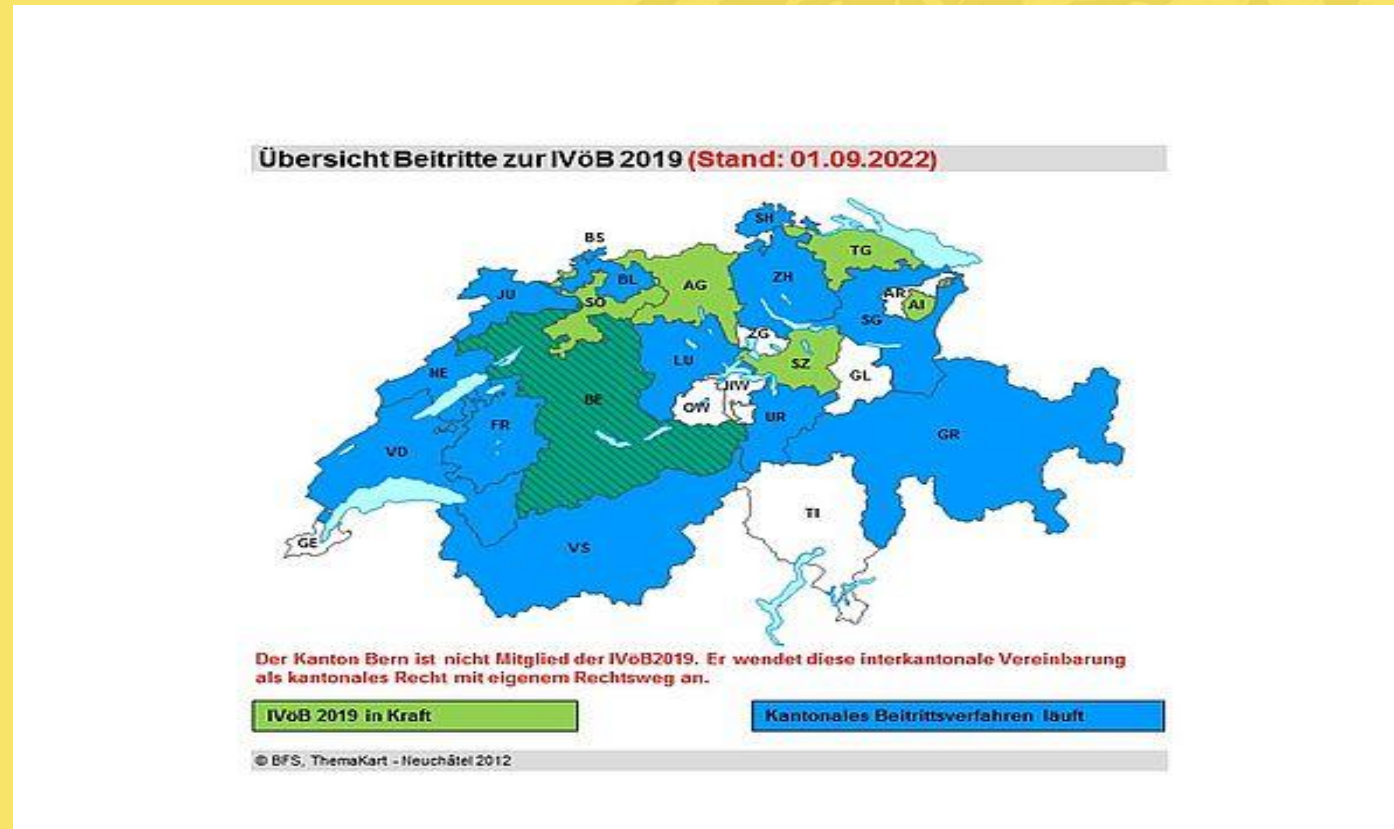 Übersicht Beitritte zur IVöB 2019 (Stand: 01.09.2022)
SH
BS
TG
BL
ZH
AG
JU
AR
SO
AI
SG
ZG
LU
SZ
NE
GL
NW
BE
OW
UR
FR
GR
VD
TI
GE
VS
Der Kanton Bern ist nicht Mitglied der IVöB2019. Er wendet diese interkantonale Vereinbarung
als kantonales Recht mit eigenem Rechtsweg an.
IVöB 2019 in Kraft
Kantonales Beitrittsverfahren läuft
© BFS, ThemaKart - Neuchâtel 2012